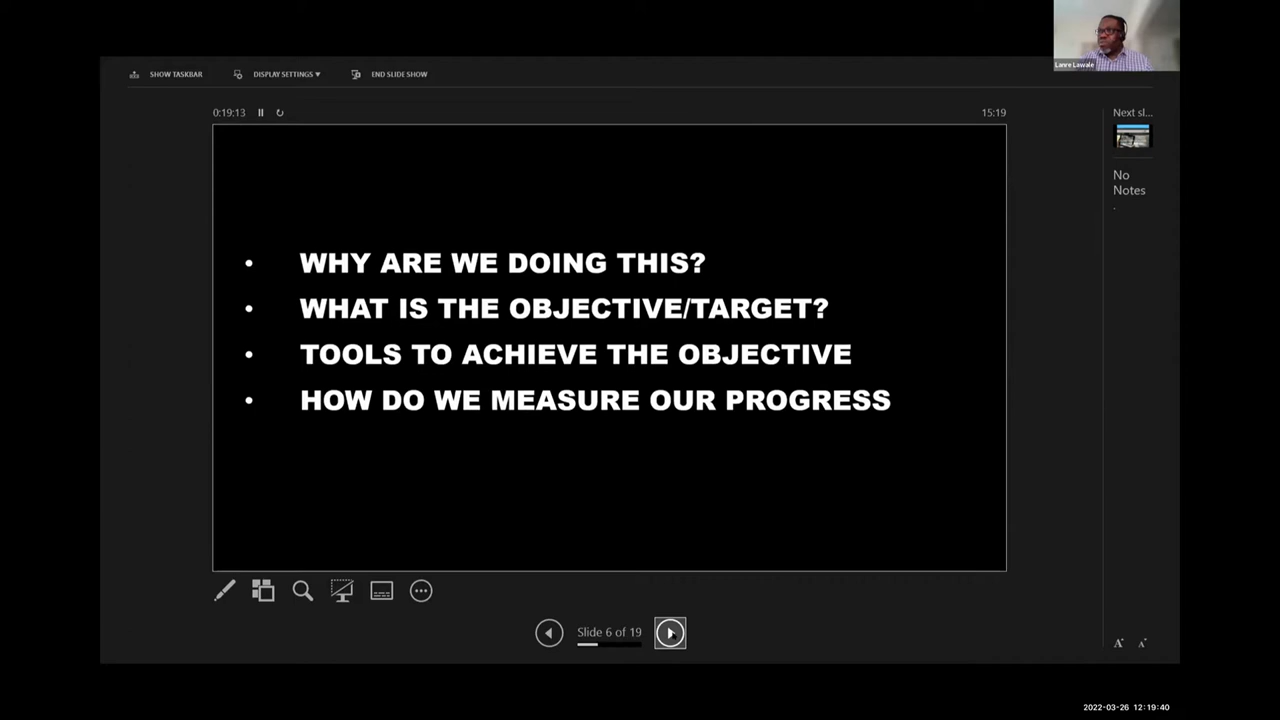 Lanre Lawale
SHOW TASKBAR
DISPLAY SETTINGS ▾
END SLIDE SHOW
0:19:13
15:19
Next sl...
No
Notes
.
• WHY ARE WE DOING THIS?
• WHAT IS THE OBJECTIVE/TARGET?
• TOOLS TO ACHIEVE THE OBJECTIVE
• HOW DO WE MEASURE OUR PROGRESS
Slide 6 of 19
A A
2022-03-26 12:19:40